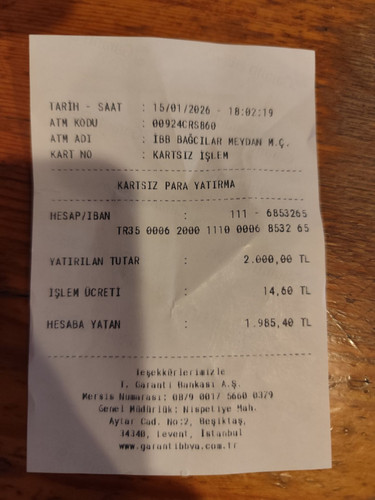 TARİH - SAAT : 15/01/2026 - 18:02:19
ATM KODU : 00924CRS860
ATM ADI : İBB BAĞCILAR MEYDAN M.Ç.
KART NO : KARTSIZ İŞLEM
KARTSIZ PARA YATIRMA
HESAP/IBAN : 111 - 6853265
TR35 0006 2000 1110 0006 8532 65
YATIRILAN TUTAR : 2.000,00 TL
İŞLEM ÜCRETİ : 14,60 TL
HESABA YATAN : 1.985,40 TL
Teşekkürlerimizle
T. Garanti Bankası A.Ş.
Mersis Numarası: 0879 0017 5660 0379
Genel Müdürlük: Nispetiye Mah.
Aytar Cad. No:2, Beşiktaş,
34340, Levent, İstanbul
www.garantibbva.com.tr